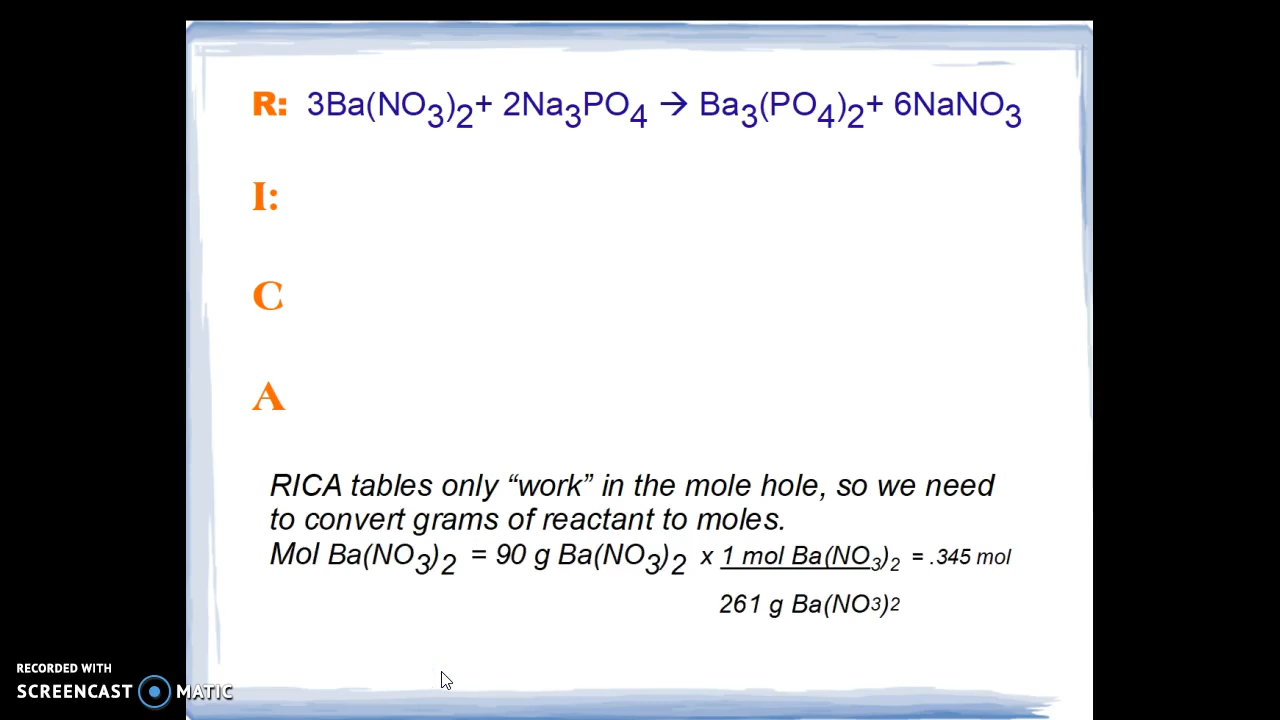 R: 3Ba(NO₃)₂+ 2Na₃PO₄ → Ba₃(PO₄)₂+ 6NaNO₃
I:
C
A
RICA tables only “work” in the mole hole, so we need
to convert grams of reactant to moles.
Mol Ba(NO₃)₂ = 90 g Ba(NO₃)₂ x 1 mol Ba(NO₃)₂ = .345 mol
261 g Ba(NO3)2
RECORDED WITH
SCREENCAST MATIC